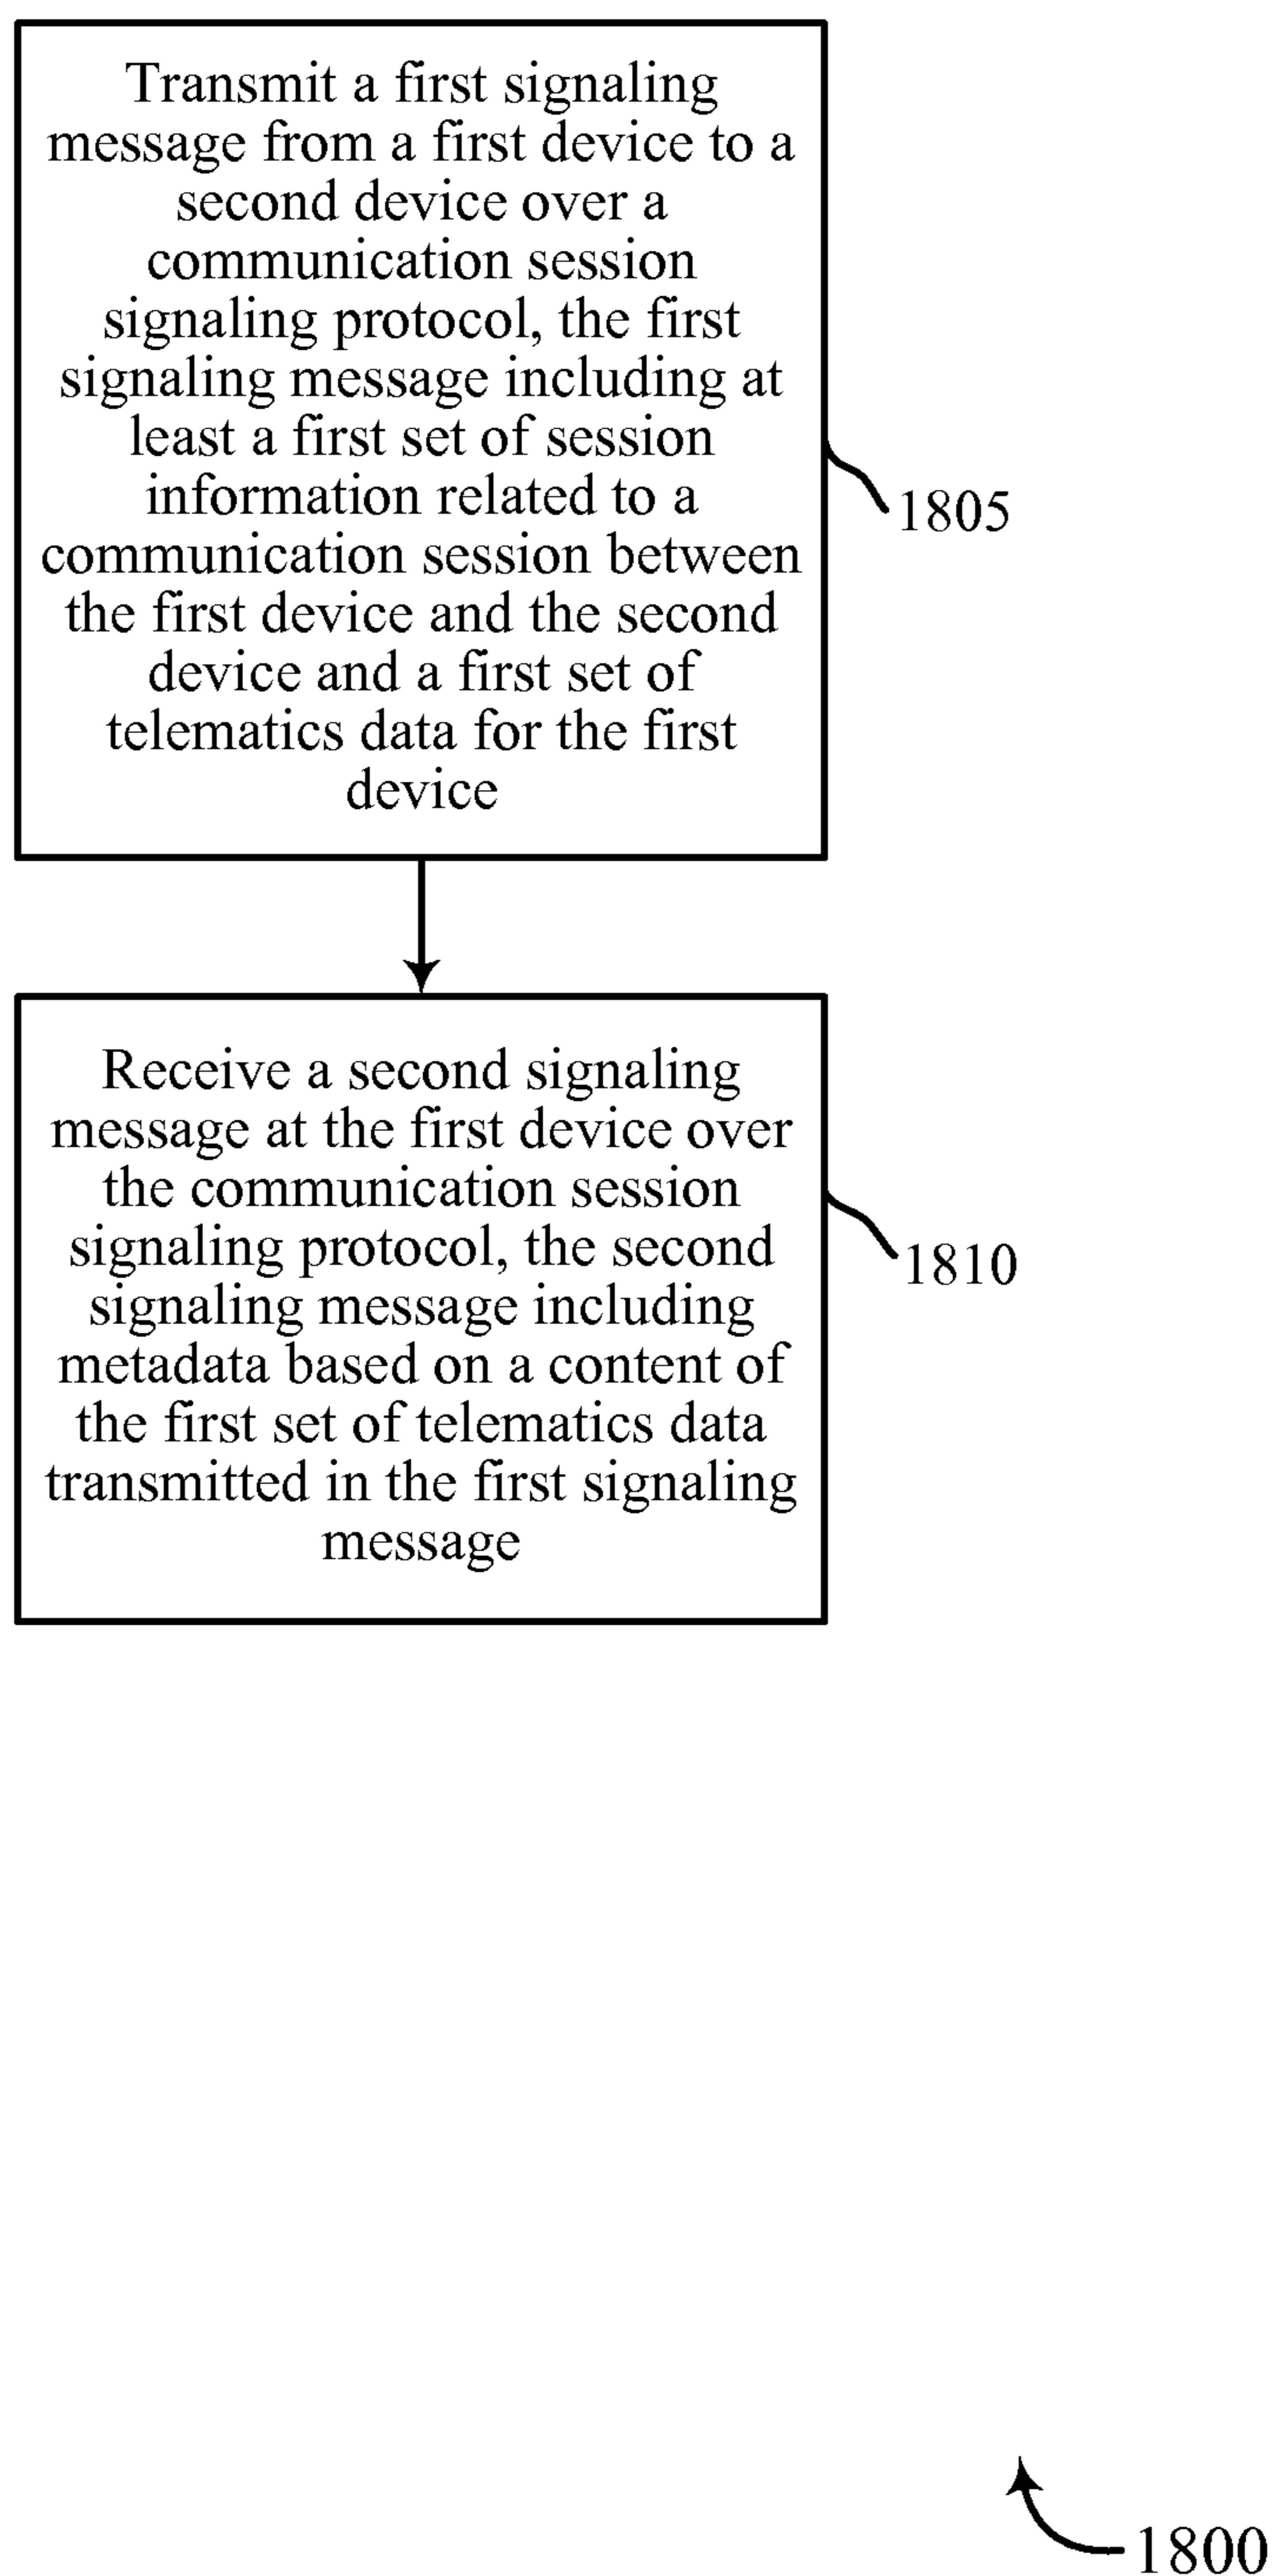 Transmit a first signaling
message from a first device to a
second device over a
communication session
signaling protocol, the first
signaling message including at
least a first set of session
information related to a
communication session between
the first device and the second
device and a first set of
telematics data for the first
device
1805
Receive a second signaling
message at the first device over
the communication session
signaling protocol, the second
signaling message including
metadata based on a content of
the first set of telematics data
transmitted in the first signaling
message
1810
1800